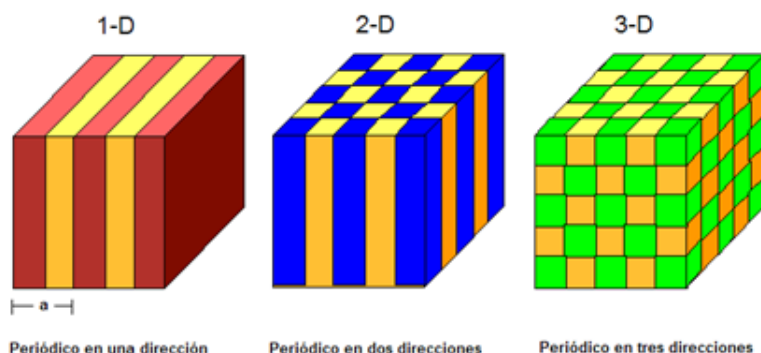 1-D
2-D
3-D
a
Periódico en una dirección
Periódico en dos direcciones
Periódico en tres direcciones